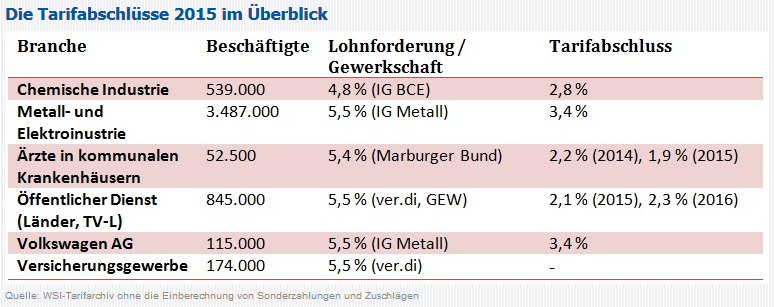 Die Tarifabschlüsse 2015 im Überblick
Branche Beschäftigte Lohnforderung / Tarifabschluss
Gewerkschaft
Chemische Industrie 539.000 4,8 % (IG BCE) 2,8 %
Metall- und 3.487.000 5,5 % (IG Metall) 3,4 %
Elektroinustrie
Ärzte in kommunalen 52.500 5,4 % (Marburger Bund) 2,2 % (2014), 1,9 % (2015)
Krankenhäusern
Öffentlicher Dienst 845.000 5,5 % (ver.di, GEW) 2,1 % (2015), 2,3 % (2016)
(Länder, TV-L)
Volkswagen AG 115.000 5,5 % (IG Metall) 3,4 %
Versicherungsgewerbe 174.000 5,5 % (ver.di) -
Quelle: WSI-Tarifarchiv ohne die Einberechnung von Sonderzahlungen und Zuschlägen